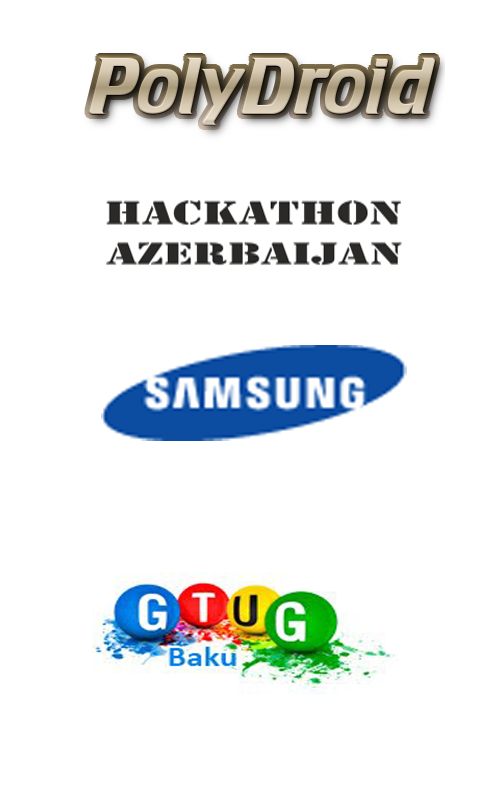 PolyDroid
HACKATHON
AZERBAIJAN
SAMSUNG
GTUG
Baku